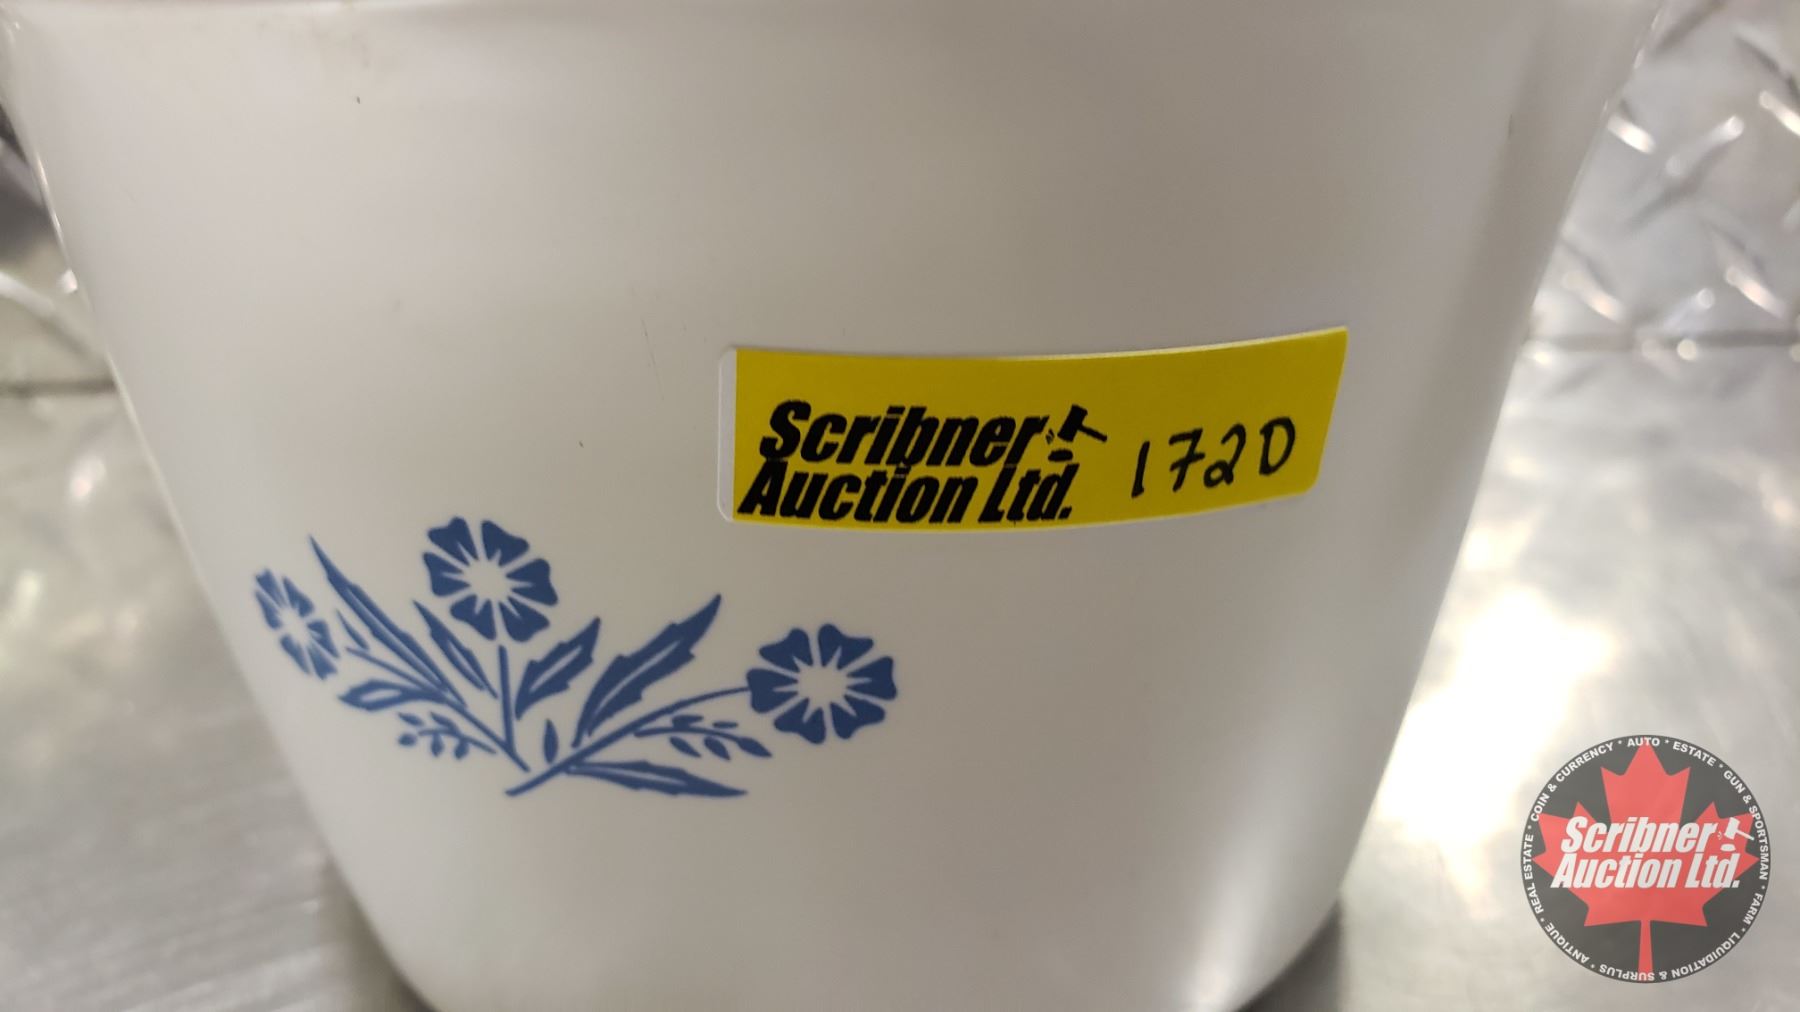 Scribner
Auction Ltd.
172D
COIN & CURRENCY * AUTO * ESTATE * GUN & SPORTSMAN * FARM * LIQUIDATION & SURPLUS * ANTIQUE * REAL ESTATE *
Scribner
Auction Ltd.